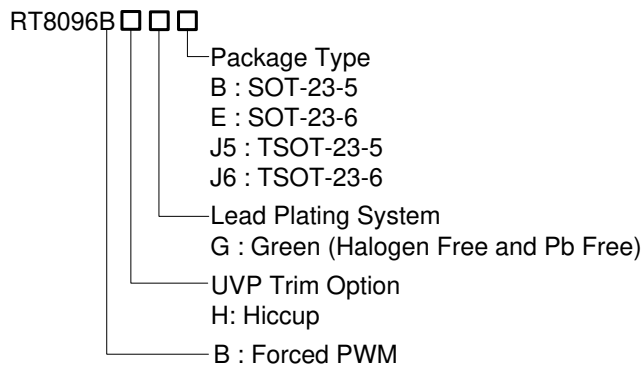 RT8096B
Package Type
B : SOT-23-5
E : SOT-23-6
J5 : TSOT-23-5
J6 : TSOT-23-6
Lead Plating System
G : Green (Halogen Free and Pb Free)
UVP Trim Option
H: Hiccup
B : Forced PWM